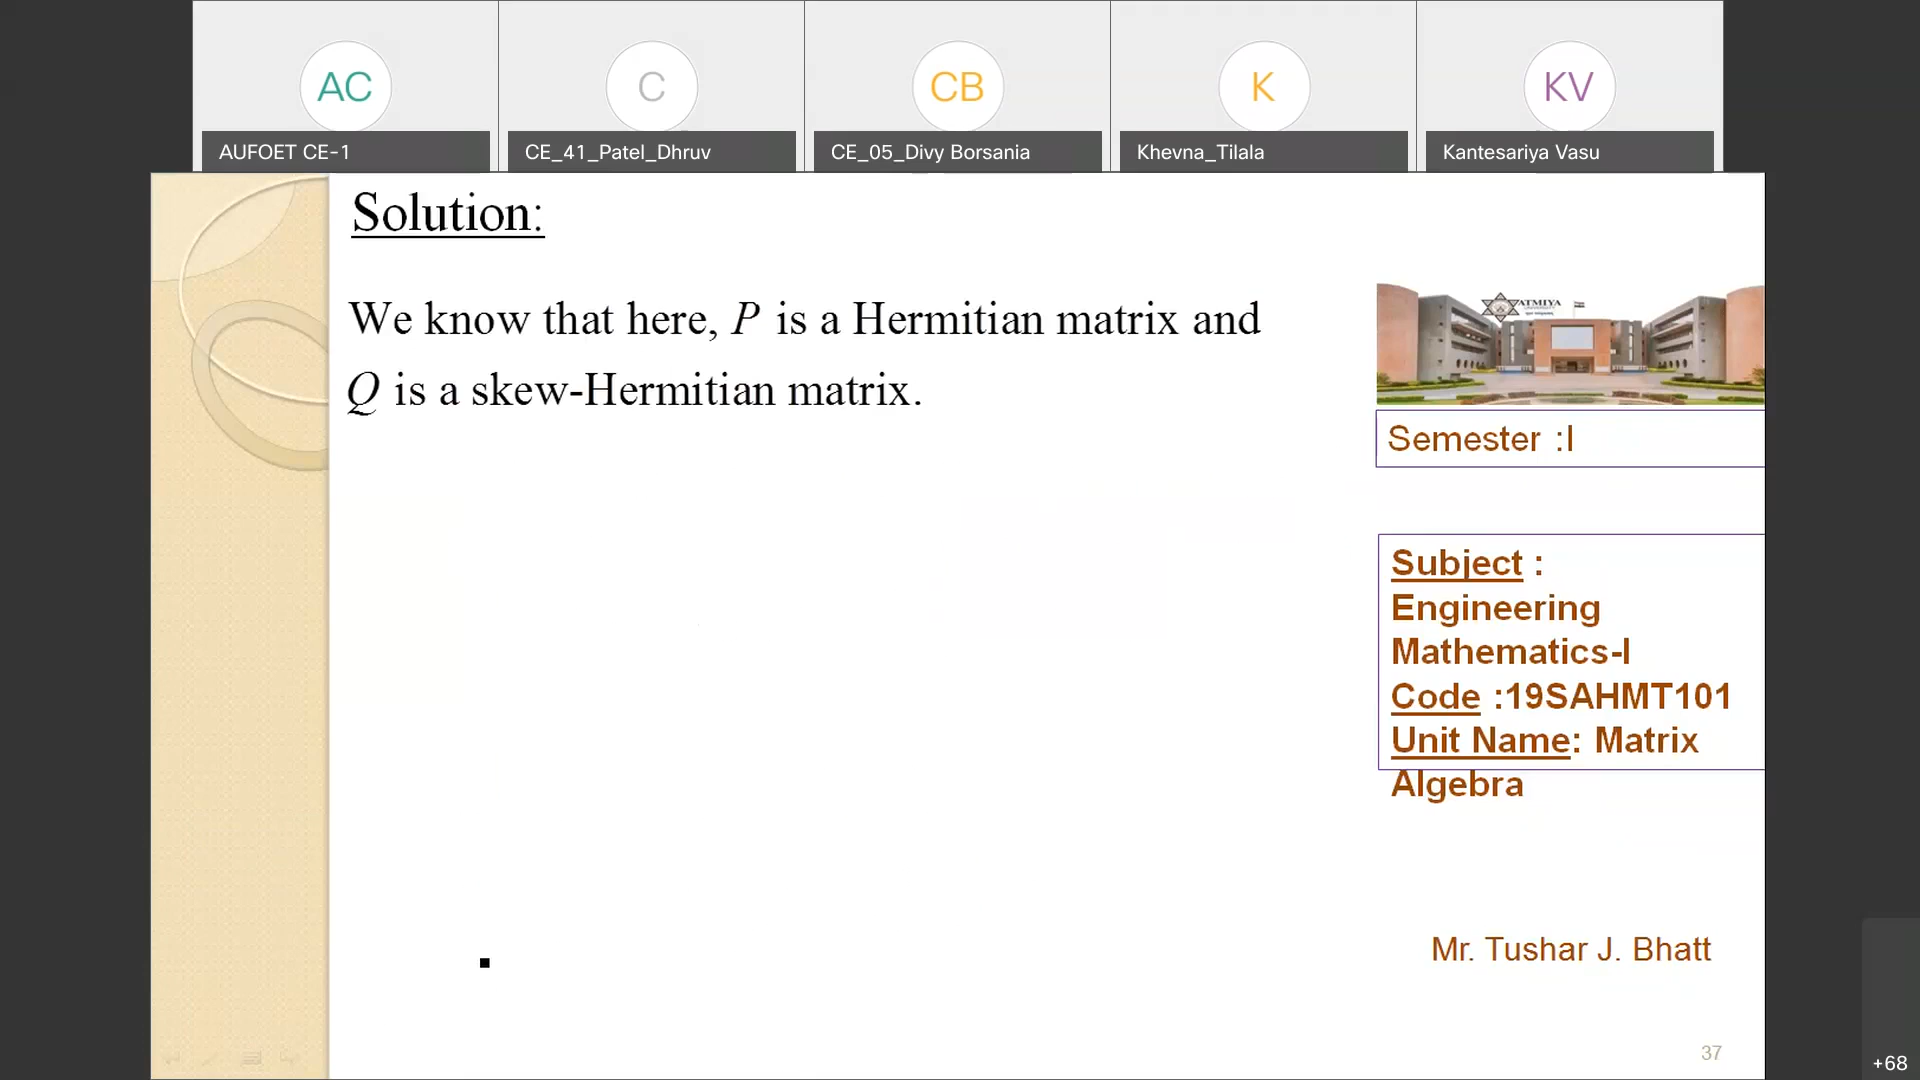 AC
C
CB
K
KV
AUFOET CE-1
CE_41_Patel_Dhruv
CE_05_Divy Borsania
Khevna_Tilala
Kantesariya Vasu
Solution:
We know that here, P is a Hermitian matrix and
Q is a skew-Hermitian matrix.
ATMIYA
Semester :I
Subject :
Engineering
Mathematics-I
Code :19SAHMT101
Unit Name: Matrix
Algebra
Mr. Tushar J. Bhatt
37
+68